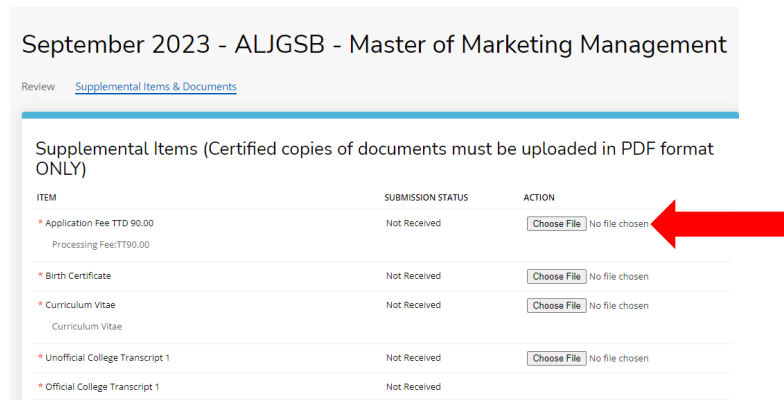 September 2023 - ALJGSB - Master of Marketing Management
Review Supplemental Items & Documents
Supplemental Items (Certified copies of documents must be uploaded in PDF format
ONLY)
ITEM SUBMISSION STATUS ACTION
* Application Fee TTD 90.00 Not Received Choose File No file chosen
Processing Fee:TT90.00
* Birth Certificate Not Received Choose File No file chosen
* Curriculum Vitae Not Received Choose File No file chosen
Curriculum Vitae
* Unofficial College Transcript 1 Not Received Choose File No file chosen
* Official College Transcript 1 Not Received